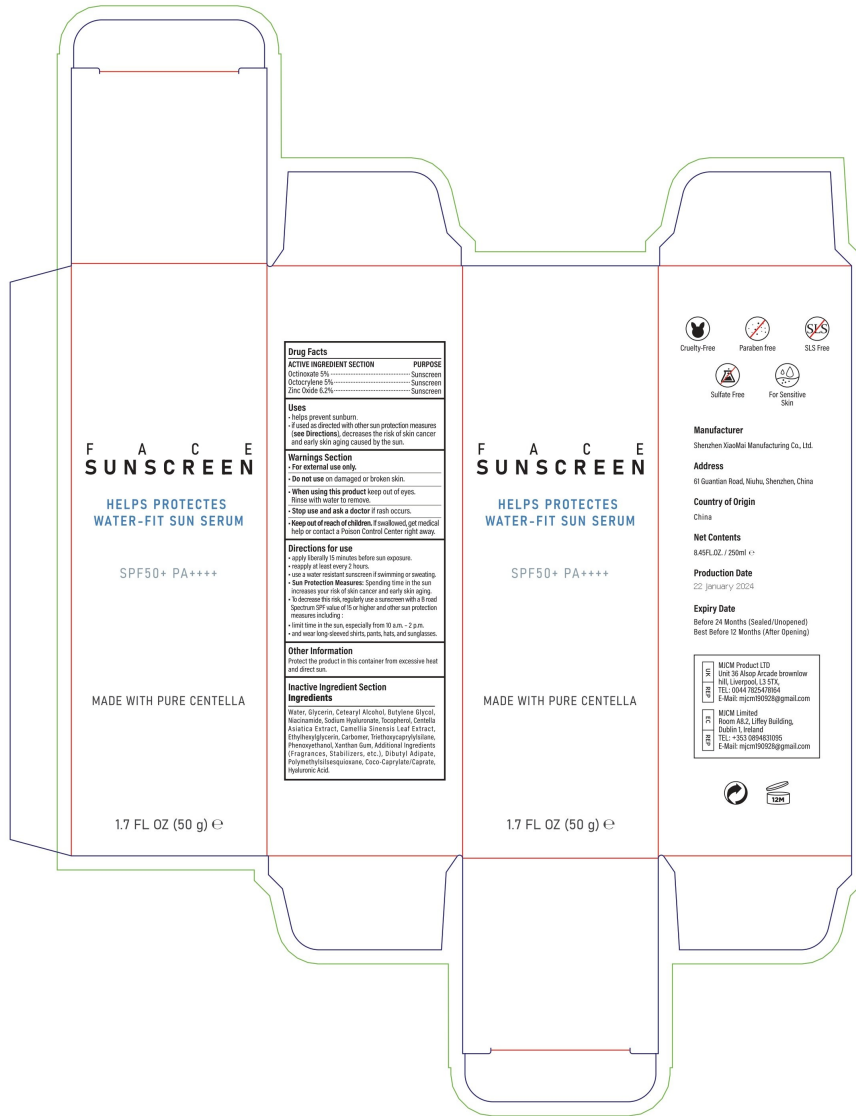 F A C E
SUNSCREEN
HELPS PROTECTES
WATER-FIT SUN SERUM
SPF50+ PA++++
MADE WITH PURE CENTELLA
1.7 FL OZ (50 g) ℮
Drug Facts
ACTIVE INGREDIENT SECTION PURPOSE
Octinoxate 5% Sunscreen
Octocrylene 5% Sunscreen
Zinc Oxide 6.2% Sunscreen
Uses
• helps prevent sunburn.
• if used as directed with other sun protection measures
(see Directions), decreases the risk of skin cancer
and early skin aging caused by the sun.
Warnings Section
• For external use only.
• Do not use on damaged or broken skin.
• When using this product keep out of eyes.
Rinse with water to remove.
• Stop use and ask a doctor if rash occurs.
• Keep out of reach of children. If swallowed, get medical
help or contact a Poison Control Center right away.
Directions for use
• apply liberally 15 minutes before sun exposure.
• reapply at least every 2 hours.
• use a water resistant sunscreen if swimming or sweating.
• Sun Protection Measures: Spending time in the sun
increases your risk of skin cancer and early skin aging.
• To decrease this risk, regularly use a sunscreen with a B road
Spectrum SPF value of 15 or higher and other sun protection
measures including :
• limit time in the sun, especially from 10 a.m. – 2 p.m.
• and wear long-sleeved shirts, pants, hats, and sunglasses.
Other Information
Protect the product in this container from excessive heat
and direct sun.
Inactive Ingredient Section
Ingredients
Water, Glycerin, Cetearyl Alcohol, Butylene Glycol,
Niacinamide, Sodium Hyaluronate, Tocopherol, Centella
Asiatica Extract, Camellia Sinensis Leaf Extract,
Ethylhexylglycerin, Carbomer, Triethoxycaprylylsilane,
Phenoxyethanol, Xanthan Gum, Additional Ingredients
(Fragrances, Stabilizers, etc.), Dibutyl Adipate,
Polymethylsilsesquioxane, Coco-Caprylate/Caprate,
Hyaluronic Acid.
F A C E
SUNSCREEN
HELPS PROTECTES
WATER-FIT SUN SERUM
SPF50+ PA++++
MADE WITH PURE CENTELLA
1.7 FL OZ (50 g) ℮
SLS
Cruelty-Free Paraben free SLS Free
Sulfate Free For Sensitive
Skin
Manufacturer
Shenzhen XiaoMai Manufacturing Co., Ltd.
Address
61 Guantian Road, Niuhu, Shenzhen, China
Country of Origin
China
Net Contents
8.45FL.OZ. / 250ml ℮
Production Date
22 January 2024
Expiry Date
Before 24 Months (Sealed/Unopened)
Best Before 12 Months (After Opening)
UK REP
MJCM Product LTD
Unit 36 Alsop Arcade brownlow
hill, Liverpool, L3 5TX,
TEL: 0044 7825478164
E-Mail: mjcm190928@gmail.com
EC REP
MJCM Limited
Room A8.2, Liffey Building,
Dublin 1, Ireland
TEL: +353 0894831095
E-Mail: mjcm190928@gmail.com
12M